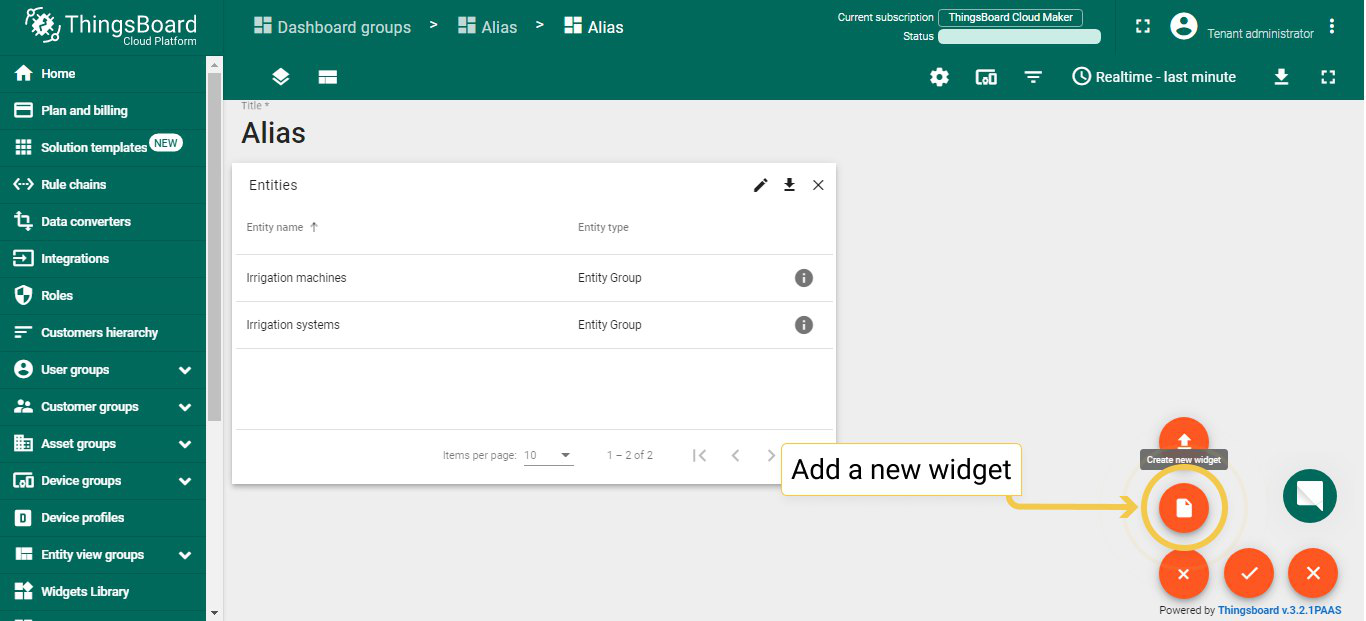 ThingsBoard
Cloud Platform
Dashboard groups > Alias > Alias
Current subscription ThingsBoard Cloud Maker
Status
Tenant administrator
Realtime - last minute
Home
Plan and billing
Solution templates NEW
Rule chains
Data converters
Integrations
Roles
Customers hierarchy
User groups
Customer groups
Asset groups
Device groups
D Device profiles
Entity view groups
Widgets Library
Title *
Alias
Entities
Entity name Entity type
Irrigation machines Entity Group
Irrigation systems Entity Group
Items per page: 10 1 – 2 of 2
Add a new widget
Create new widget
Powered by Thingsboard v.3.2.1PAAS